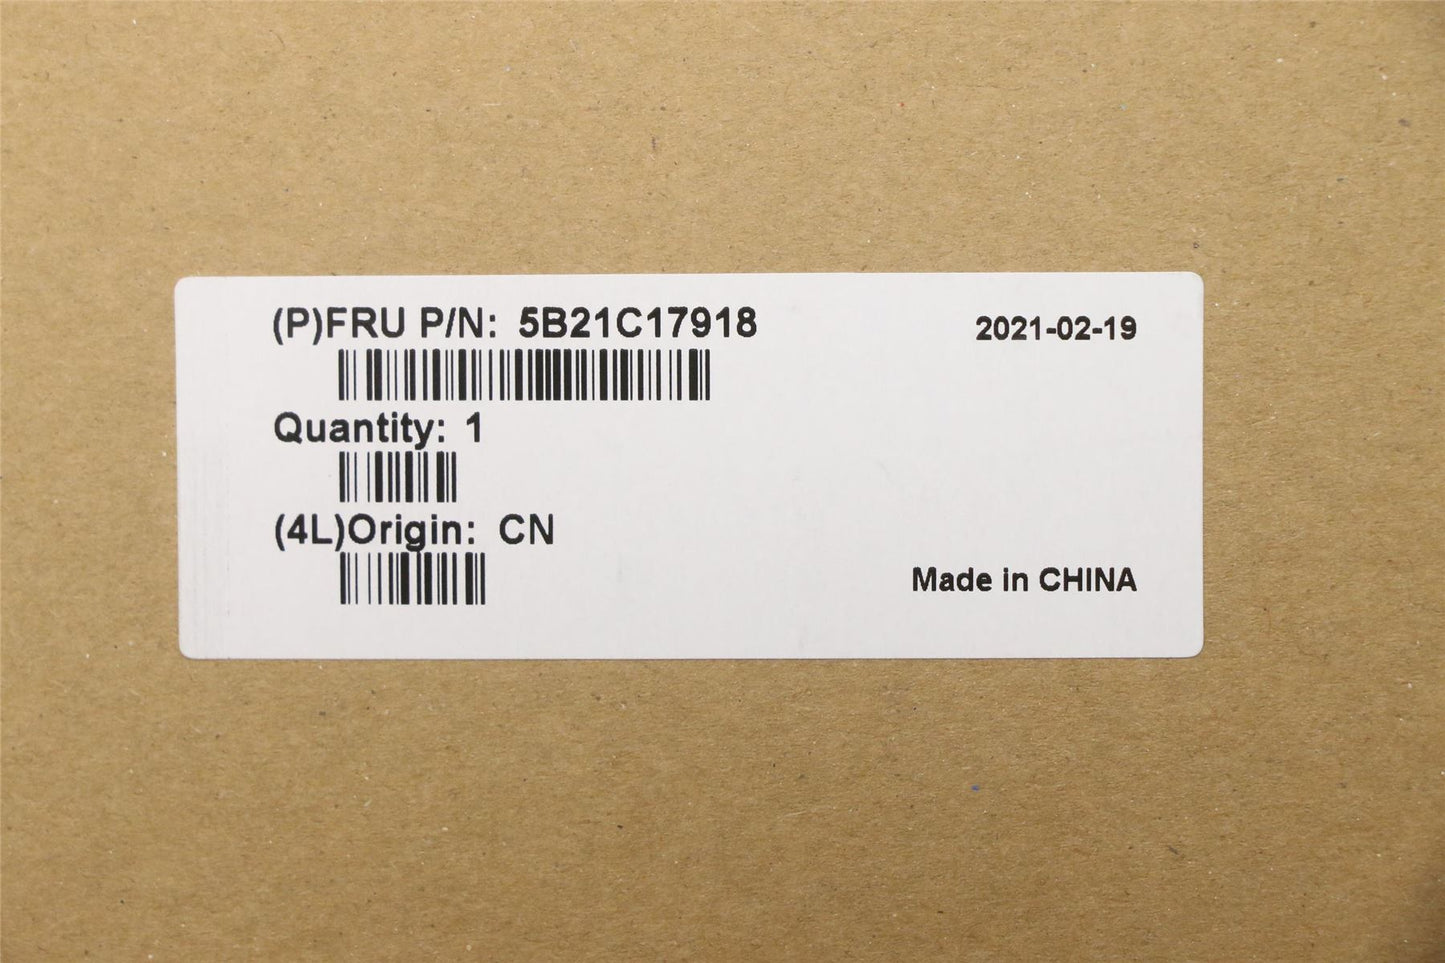 (P)FRU P/N: 5B21C17918
2021-02-19
Quantity: 1
(4L)Origin: CN
Made in CHINA